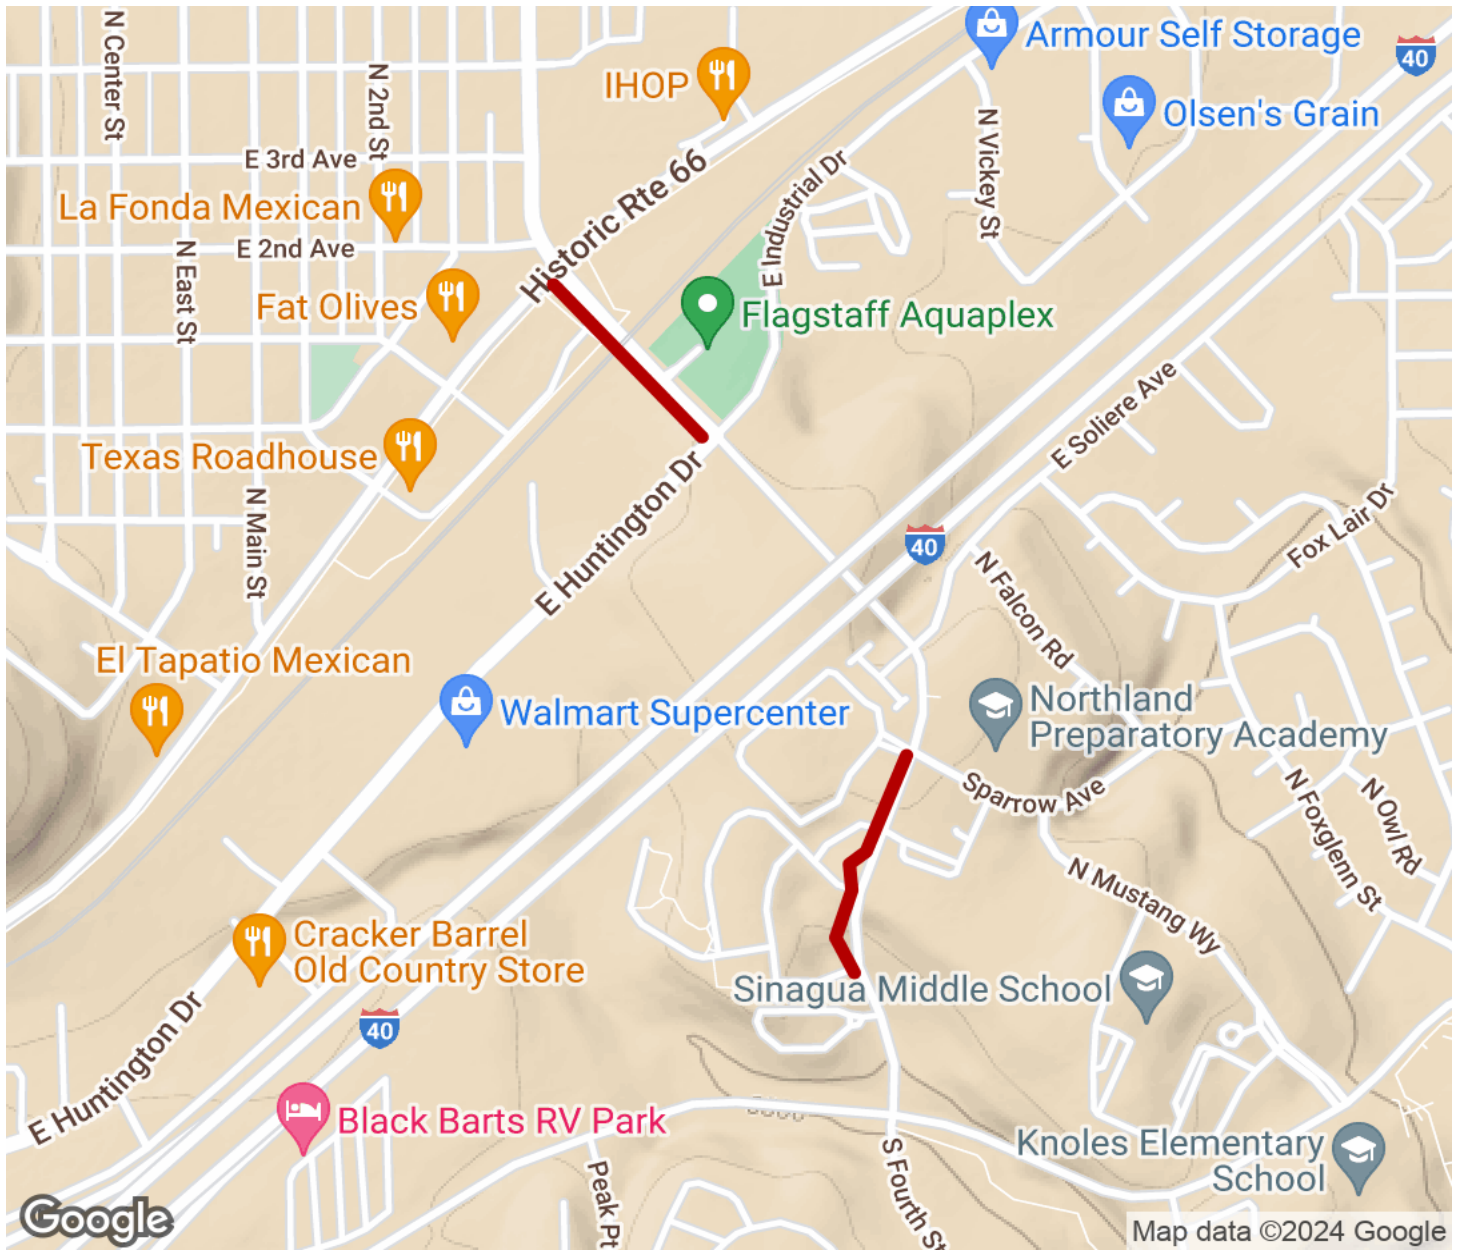 N Center St
N 2nd St
IHOP
Armour Self Storage
40
Olsen's Grain
E 3rd Ave
N Vickey St
Historic Rte 66
E Industrial Dr
La Fonda Mexican
E 2nd Ave
N East St
Fat Olives
Flagstaff Aquaplex
E Soliere Ave
Texas Roadhouse
N Main St
E Huntington Dr
40
Fox Lair Dr
N Falcon Rd
El Tapatio Mexican
Walmart Supercenter
Northland
Preparatory Academy
Sparrow Ave
N Foxglenn St
N Owl Rd
N Mustang Wy
Cracker Barrel
Old Country Store
Sinagua Middle School
E Huntington Dr
40
Black Barts RV Park
Knoles Elementary
School
Peak Pt
S Fourth St
Google
Map data ©2024 Google